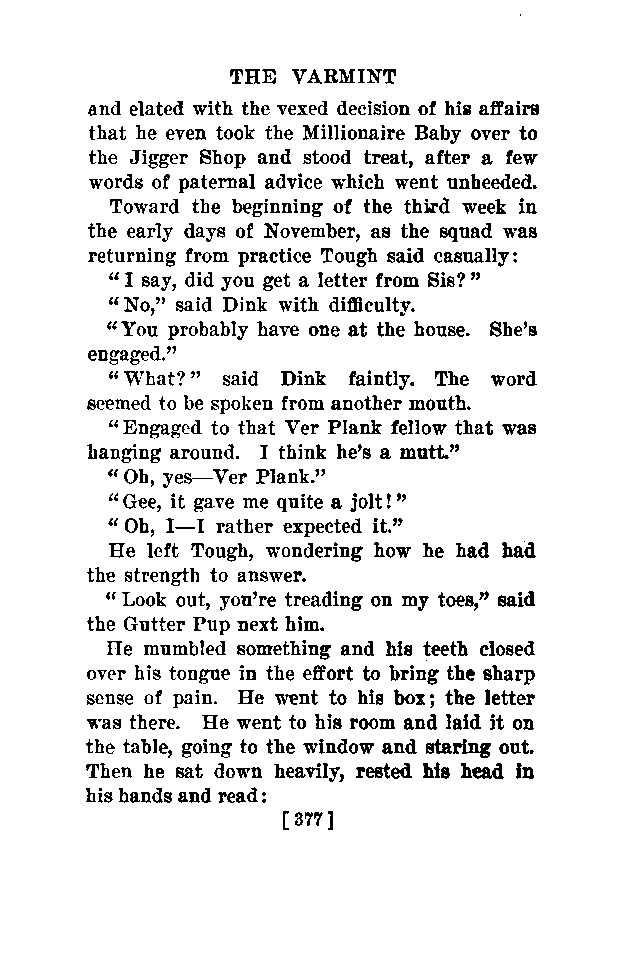 THE VARMINT
and elated with the vexed decision of his affairs
that he even took the Millionaire Baby over to
the Jigger Shop and stood treat, after a few
words of paternal advice which went unheeded.
Toward the beginning of the third week in
the early days of November, as the squad was
returning from practice Tough said casually:
“I say, did you get a letter from Sis?”
“No,” said Dink with difficulty.
“You probably have one at the house. She’s
engaged.”
“What?” said Dink faintly. The word
seemed to be spoken from another mouth.
“Engaged to that Ver Plank fellow that was
hanging around. I think he’s a mutt.”
“Oh, yes—Ver Plank.”
“Gee, it gave me quite a jolt!”
“Oh, I—I rather expected it.”
He left Tough, wondering how he had had
the strength to answer.
“Look out, you’re treading on my toes,” said
the Gutter Pup next him.
He mumbled something and his teeth closed
over his tongue in the effort to bring the sharp
sense of pain. He went to his box; the letter
was there. He went to his room and laid it on
the table, going to the window and staring out.
Then he sat down heavily, rested his head in
his hands and read:
[377]